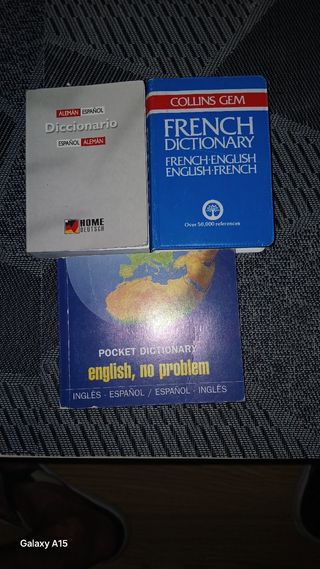 ALEMÁN ESPAÑOL
Diccionario
ESPAÑOL ALEMÁN
HOME
DEUTSCH
COLLINS GEM
FRENCH
DICTIONARY
FRENCH·ENGLISH
ENGLISH·FRENCH
Over 50,000 references
POCKET DICTIONARY
english, no problem
INGLÉS - ESPAÑOL / ESPAÑOL - INGLÉS
Galaxy A15